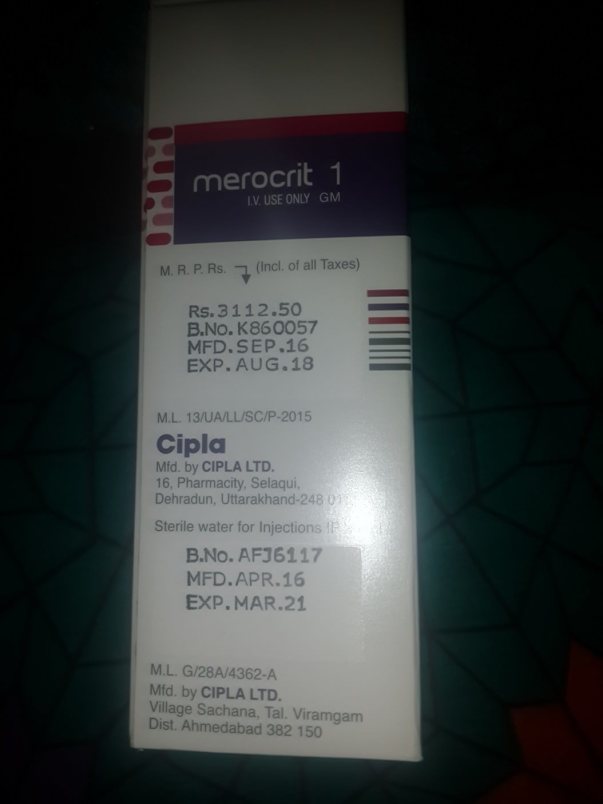 merocrit 1
I.V. USE ONLY GM
M. R. P. Rs. (Incl. of all Taxes)
Rs.3112.50
B.No.K860057
MFD.SEP.16
EXP.AUG.18
M.L. 13/UA/LL/SC/P-2015
Cipla
Mfd. by CIPLA LTD.
16, Pharmacity, Selaqui,
Dehradun, Uttarakhand-248
Sterile water for Injections
B.No.AFJ6117
MFD.APR.16
EXP.MAR.21
M.L. G/28A/4362-A
Mfd. by CIPLA LTD.
Village Sachana, Tal. Viramgam
Dist. Ahmedabad 382 150